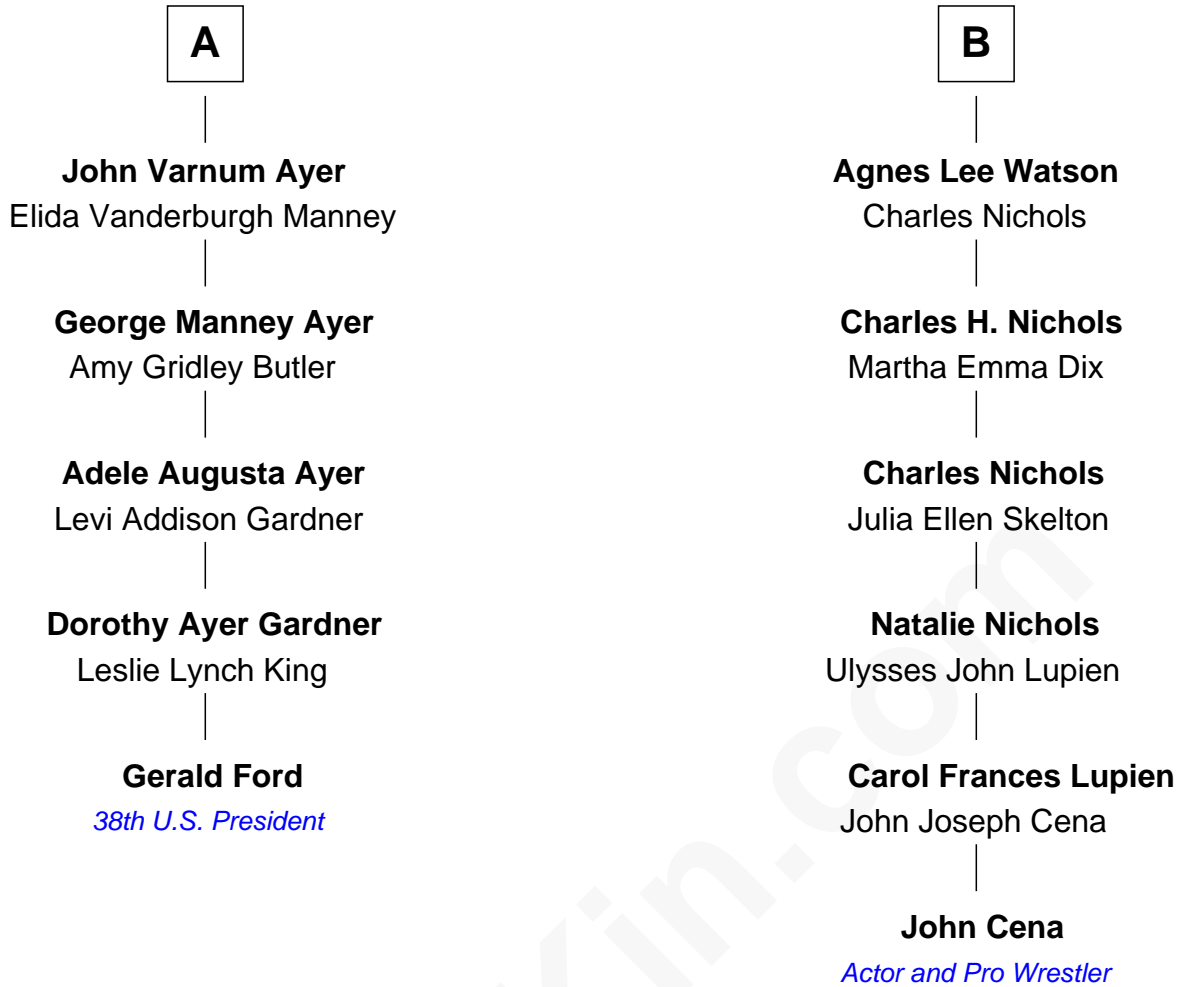 A
John Varnum Ayer
Elida Vanderburgh Manney
George Manney Ayer
Amy Gridley Butler
Adele Augusta Ayer
Levi Addison Gardner
Dorothy Ayer Gardner
Leslie Lynch King
Gerald Ford
38th U.S. President
B
Agnes Lee Watson
Charles Nichols
Charles H. Nichols
Martha Emma Dix
Charles Nichols
Julia Ellen Skelton
Natalie Nichols
Ulysses John Lupien
Carol Frances Lupien
John Joseph Cena
John Cena
Actor and Pro Wrestler
Kin.com